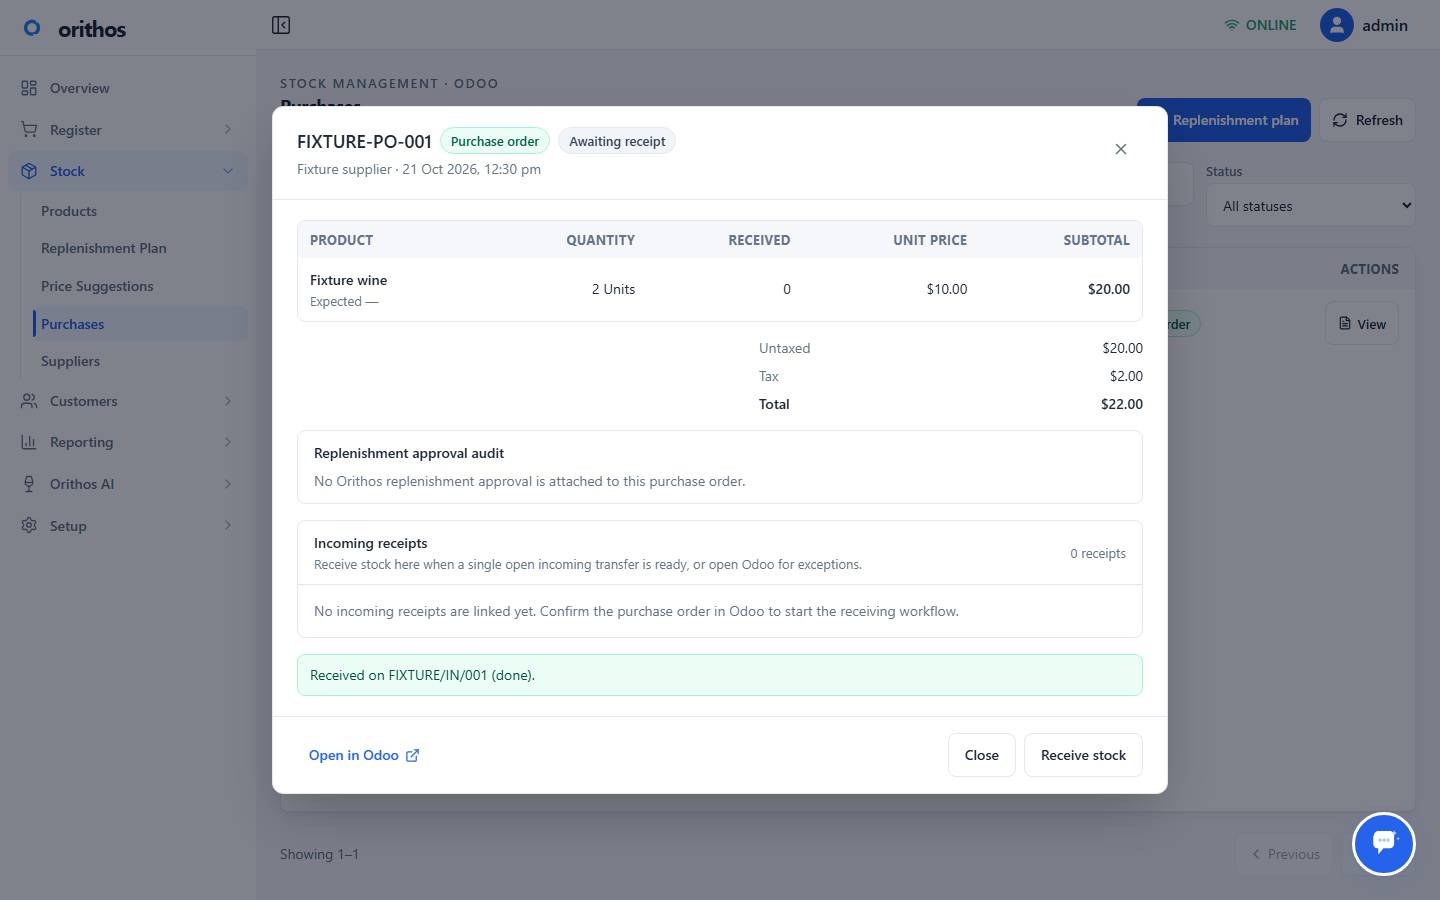 orithos
ONLINE
admin
Overview
Register
Stock
Products
Replenishment Plan
Price Suggestions
Purchases
Suppliers
Customers
Reporting
Orithos AI
Setup
STOCK MANAGEMENT · ODOO
Purchases
Replenishment plan
Refresh
Status
All statuses
ACTIONS
rder
View
FIXTURE-PO-001
Purchase order
Awaiting receipt
Fixture supplier · 21 Oct 2026, 12:30 pm
PRODUCT QUANTITY RECEIVED UNIT PRICE SUBTOTAL
Fixture wine
Expected —
2 Units 0 $10.00 $20.00
Untaxed $20.00
Tax $2.00
Total $22.00
Replenishment approval audit
No Orithos replenishment approval is attached to this purchase order.
Incoming receipts
Receive stock here when a single open incoming transfer is ready, or open Odoo for exceptions.
0 receipts
No incoming receipts are linked yet. Confirm the purchase order in Odoo to start the receiving workflow.
Received on FIXTURE/IN/001 (done).
Open in Odoo
Close
Receive stock
Showing 1–1
Previous